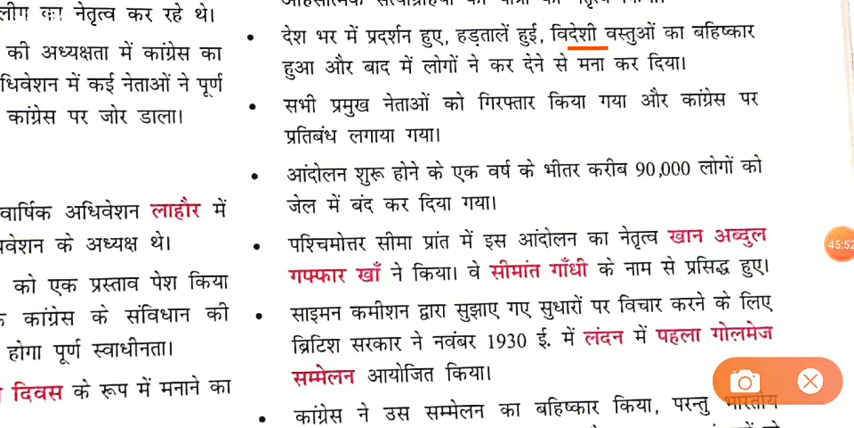 लीग का नेतृत्व कर रहे थे।
की अध्यक्षता में कांग्रेस का
धिवेशन में कई नेताओं ने पूर्ण
कांग्रेस पर जोर डाला।
वार्षिक अधिवेशन लाहौर में
को एक प्रस्ताव पेश किया
कांग्रेस के संविधान की
होगा पूर्ण स्वाधीनता।
दिवस के रूप में मनाने का
• देश भर में प्रदर्शन हुए, हड़तालें हुईं, विदेशी वस्तुओं का बहिष्कार
हुआ और बाद में लोगों ने कर देने से मना कर दिया।
• सभी प्रमुख नेताओं को गिरफ्तार किया गया और कांग्रेस पर
प्रतिबंध लगाया गया।
• आंदोलन शुरू होने के एक वर्ष के भीतर करीब 90,000 लोगों को
जेल में बंद कर दिया गया।
• पश्चिमोत्तर सीमा प्रांत में इस आंदोलन का नेतृत्व खान अब्दुल
गफ्फार खाँ ने किया। वे सीमांत गाँधी के नाम से प्रसिद्ध हुए।
• साइमन कमीशन द्वारा सुझाए गए सुधारों पर विचार करने के लिए
ब्रिटिश सरकार ने नवंबर 1930 ई. में लंदन में पहला गोलमेज
सम्मेलन आयोजित किया।
• कांग्रेस ने उस सम्मेलन का बहिष्कार किया, परन्तु भारतीय
45:52